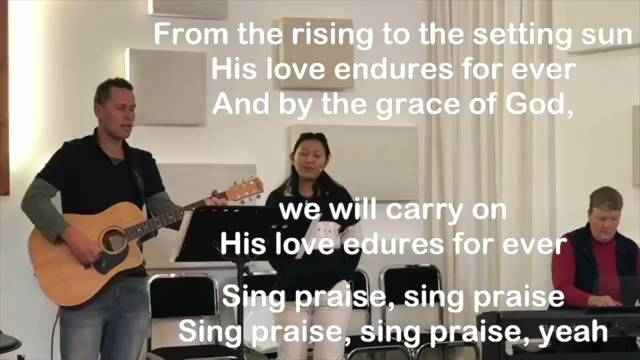 From the rising to the setting sun
His love endures for ever
And by the grace of God,
we will carry on
His love edures for ever
Sing praise, sing praise
Sing praise, sing praise, yeah